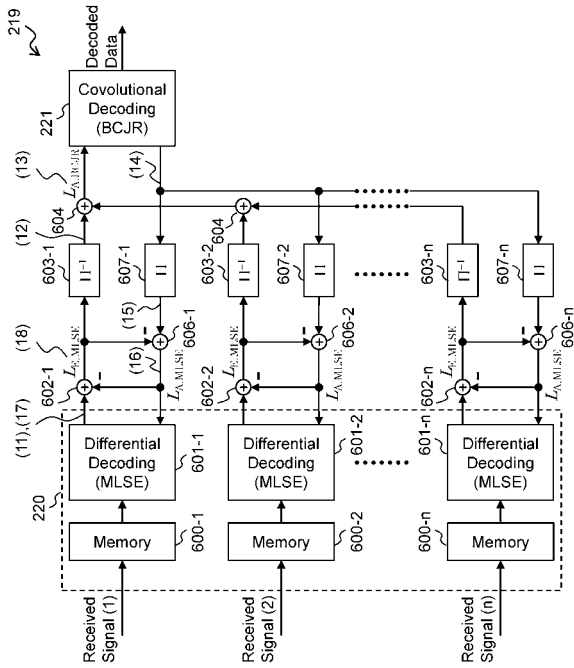 219
Decoded
Data
221
Covolutional
Decoding
(BCJR)
(13)
L_A,BCJR
(14)
604
(12)
603-1
Π⁻¹
607-1
Π
604
603-2
Π⁻¹
607-2
Π
603-n
Π⁻¹
607-n
Π
(18)
L_E,MLSE
602-1
(15)
(16)
606-1
L_A,MLSE
L_E,MLSE
602-2
606-2
L_A,MLSE
L_E,MLSE
602-n
606-n
L_A,MLSE
(11),(17)
220
Differential
Decoding
(MLSE)
601-1
Differential
Decoding
(MLSE)
601-2
Differential
Decoding
(MLSE)
601-n
Memory
600-1
Memory
600-2
Memory
600-n
Received
Signal (1)
Received
Signal (2)
Received
Signal (n)